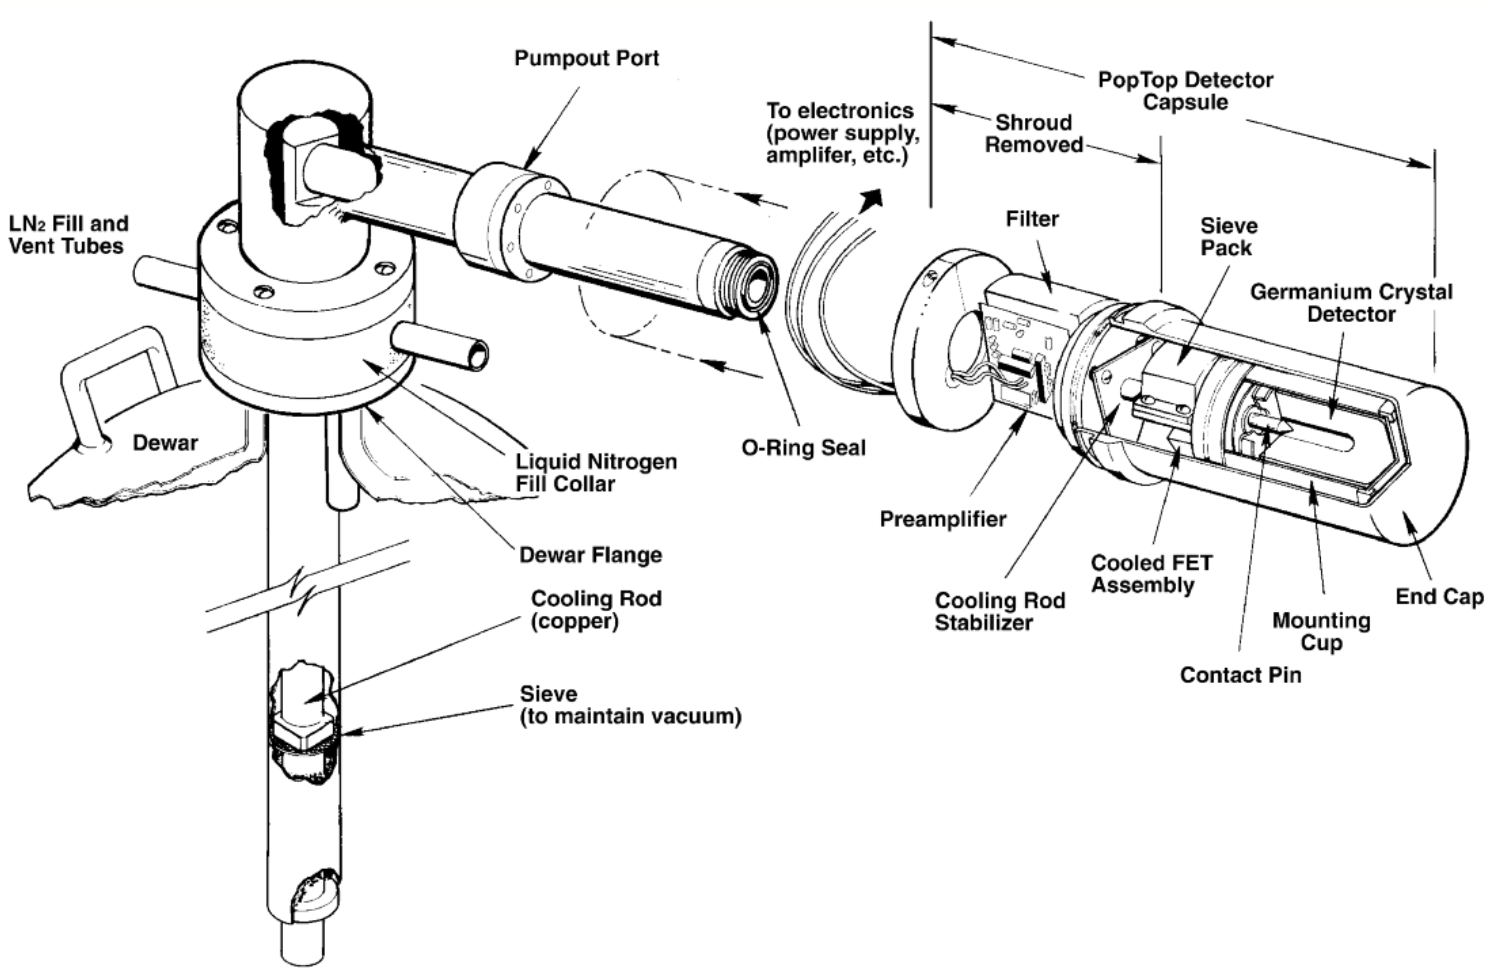 Pumpout Port
PopTop Detector
Capsule
To electronics
(power supply,
amplifer, etc.)
Shroud
Removed
LN₂ Fill and
Vent Tubes
Filter
Sieve
Pack
Germanium Crystal
Detector
Dewar
O-Ring Seal
Liquid Nitrogen
Fill Collar
Preamplifier
Dewar Flange
Cooled FET
Assembly
Cooling Rod
(copper)
Cooling Rod
Stabilizer
End Cap
Mounting
Cup
Contact Pin
Sieve
(to maintain vacuum)